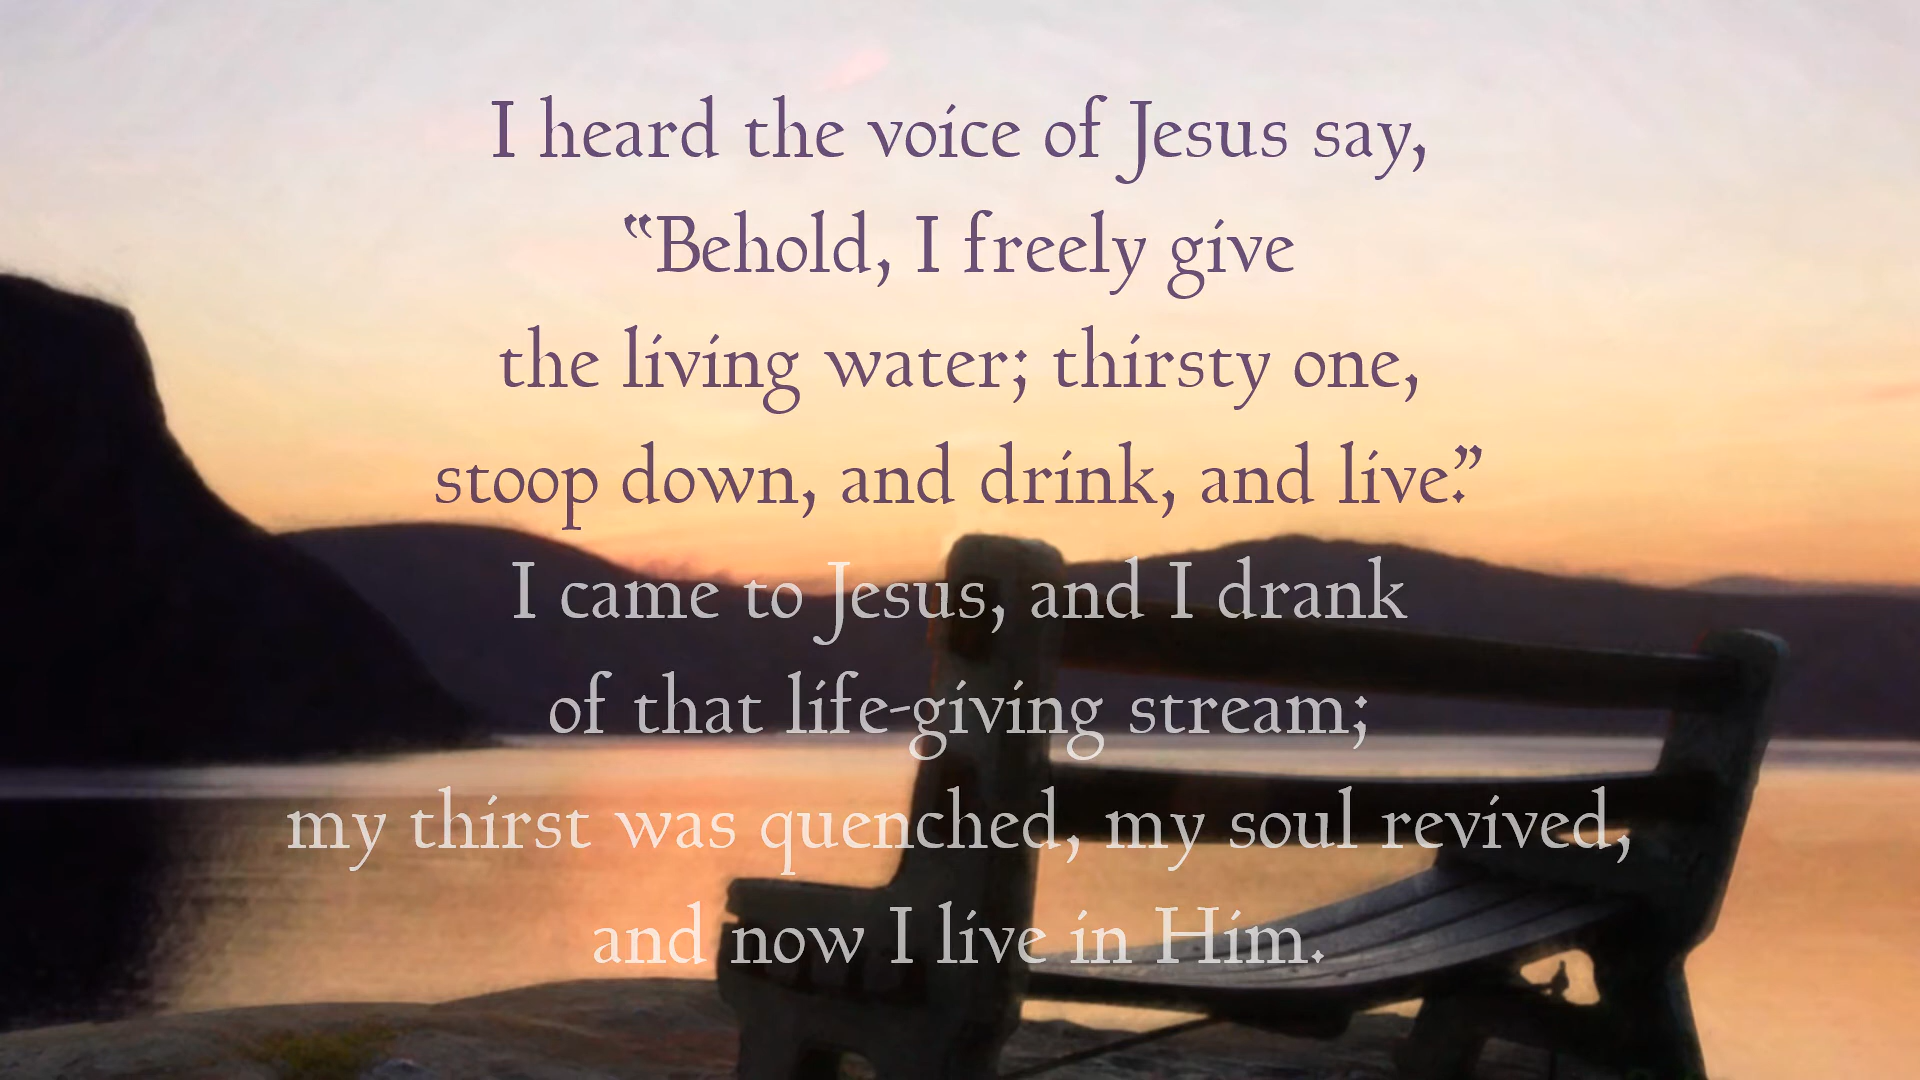 I heard the voice of Jesus say,
“Behold, I freely give
the living water; thirsty one,
stoop down, and drink, and live.”
I came to Jesus, and I drank
of that life-giving stream;
my thirst was quenched, my soul revived,
and now I live in Him.